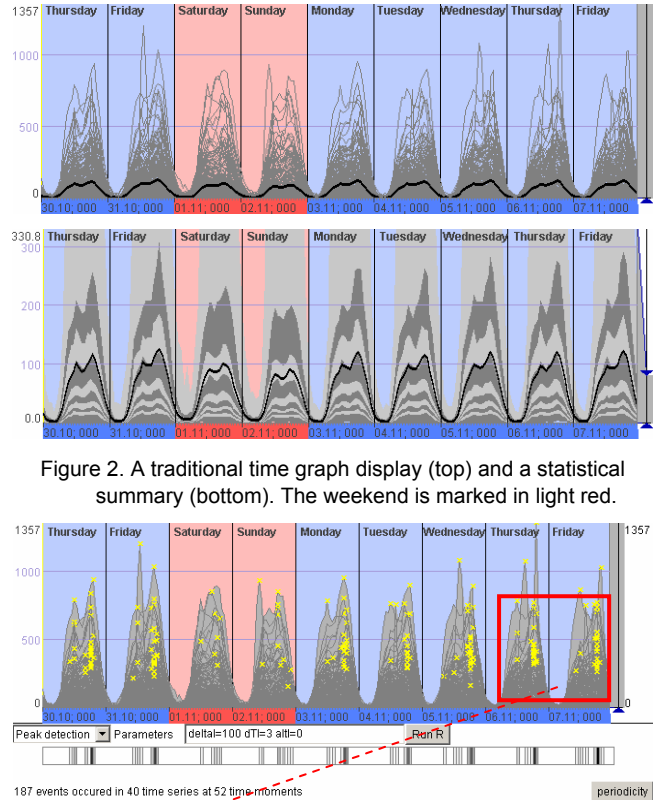 1357 Thursday Friday Saturday Sunday Monday Tuesday Wednesday Thursday Friday
1000
500
0
30.10; 000 31.10; 000 01.11; 000 02.11; 000 03.11; 000 04.11; 000 05.11; 000 06.11; 000 07.11; 000
330.8 Thursday Friday Saturday Sunday Monday Tuesday Wednesday Thursday Friday
300
200
100
0.0
30.10; 000 31.10; 000 01.11; 000 02.11; 000 03.11; 000 04.11; 000 05.11; 000 06.11; 000 07.11; 000
Figure 2. A traditional time graph display (top) and a statistical
summary (bottom). The weekend is marked in light red.
1357 Thursday Friday Saturday Sunday Monday Tuesday Wednesday Thursday Friday 1357
1000
500
0 0
30.10; 000 31.10; 000 01.11; 000 02.11; 000 03.11; 000 04.11; 000 05.11; 000 06.11; 000 07.11; 000
Peak detection Parameters deltaI=100 dTI=3 altI=0 Run R
187 events occured in 40 time series at 52 time moments periodicity